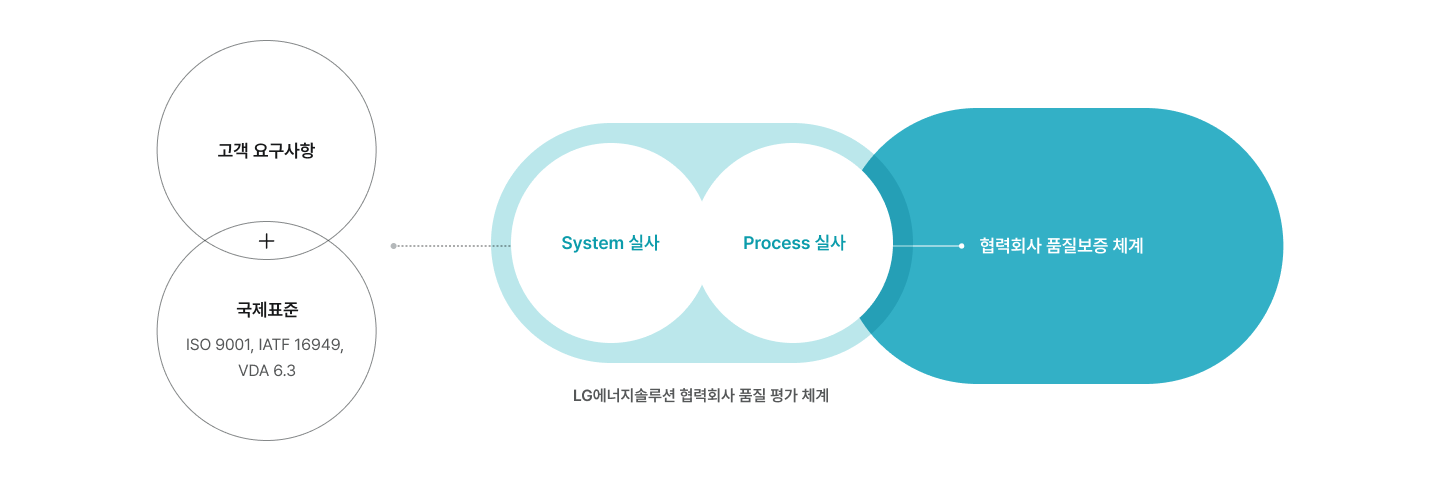 고객 요구사항
+
국제표준
ISO 9001, IATF 16949,
VDA 6.3
System 실사
Process 실사
LG에너지솔루션 협력회사 품질 평가 체계
협력회사 품질보증 체계